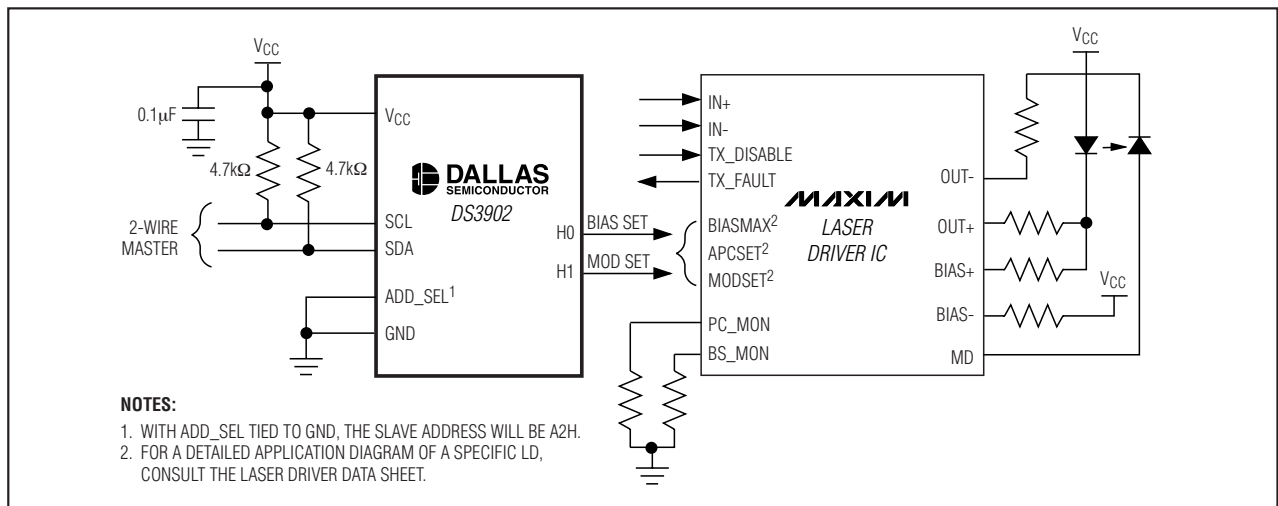 VCC
0.1µF
4.7kΩ
4.7kΩ
2-WIRE
MASTER
VCC
SCL
SDA
ADD_SEL1
GND
DALLAS
SEMICONDUCTOR
DS3902
H0
H1
BIAS SET
MOD SET
IN+
IN-
TX_DISABLE
TX_FAULT
BIASMAX2
APCSET2
MODSET2
PC_MON
BS_MON
MAXIM
LASER
DRIVER IC
OUT-
OUT+
BIAS+
BIAS-
MD
VCC
VCC
NOTES:
1. WITH ADD_SEL TIED TO GND, THE SLAVE ADDRESS WILL BE A2H.
2. FOR A DETAILED APPLICATION DIAGRAM OF A SPECIFIC LD,
CONSULT THE LASER DRIVER DATA SHEET.